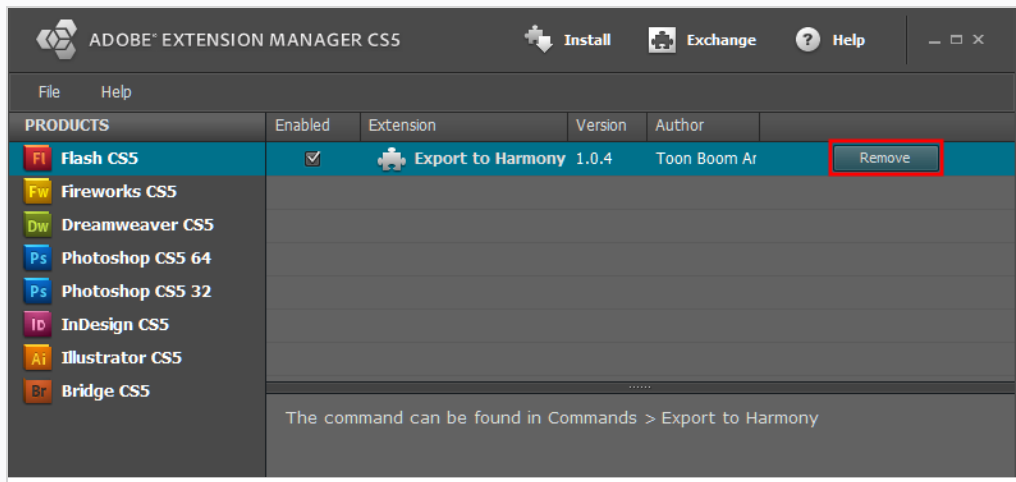 ADOBE® EXTENSION MANAGER CS5 Install Exchange ? Help
File Help
PRODUCTS Enabled Extension Version Author
Fl Flash CS5 Export to Harmony 1.0.4 Toon Boom Ar Remove
Fw Fireworks CS5
Dw Dreamweaver CS5
Ps Photoshop CS5 64
Ps Photoshop CS5 32
ID InDesign CS5
Ai Illustrator CS5
Br Bridge CS5
The command can be found in Commands > Export to Harmony